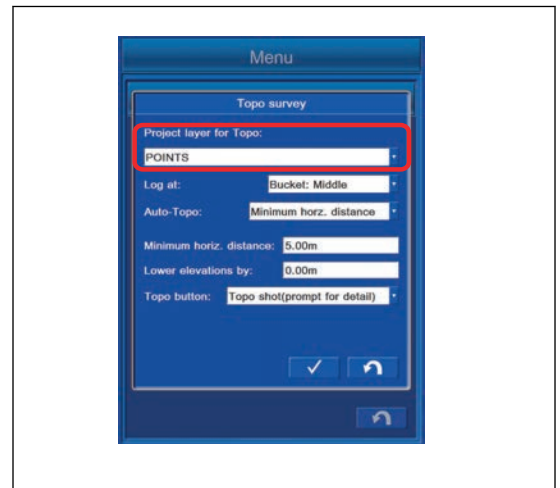 Menu
Topo survey
Project layer for Topo:
POINTS
Log at: Bucket: Middle
Auto-Topo: Minimum horz. distance
Minimum horiz. distance: 5.00m
Lower elevations by: 0.00m
Topo button: Topo shot(prompt for detail)